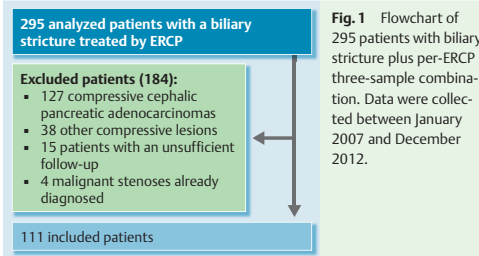 295 analyzed patients with a biliary
stricture treated by ERCP
Excluded patients (184):
▪ 127 compressive cephalic
pancreatic adenocarcinomas
▪ 38 other compressive lesions
▪ 15 patients with an unsufficient
follow-up
▪ 4 malignant stenoses already
diagnosed
111 included patients
Fig. 1 Flowchart of
295 patients with biliary
stricture plus per-ERCP
three-sample combina-
tion. Data were collec-
ted between January
2007 and December
2012.